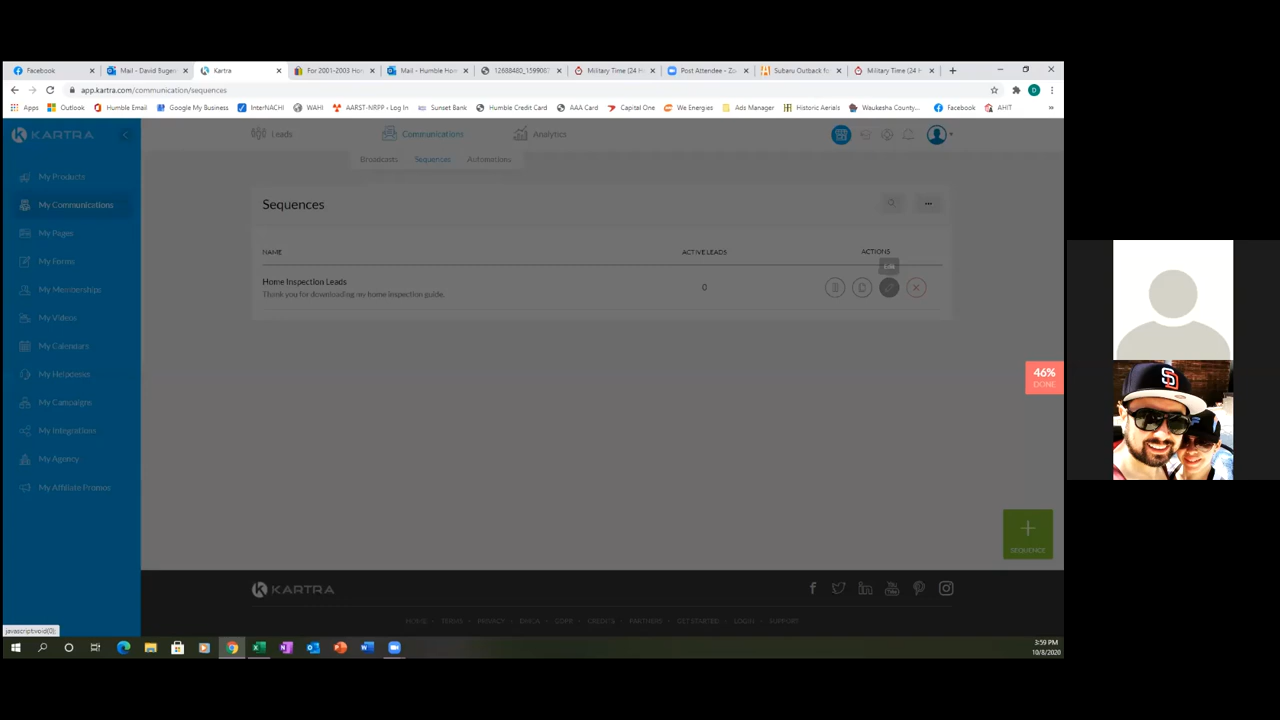 Facebook
Mail - David Bugen
Kartra
For 2001-2003 Ho
Mail - Humble Hom
12688480_159906
Military Time (24 H
Post Attendee - Zo
Subaru Outback fo
Military Time (24 H
app.kartra.com/communication/sequences
Apps
Outlook
Humble Email
Google My Business
InterNACHI
WAHI
AARST-NRPP - Log In
Sunset Bank
Humble Credit Card
AAA Card
Capital One
We Energies
Ads Manager
Historic Aerials
Waukesha County...
Facebook
AHIT
KARTRA
Leads
Communications
Analytics
Broadcasts
Sequences
Automations
My Products
My Communications
My Pages
My Forms
My Memberships
My Videos
My Calendars
My Helpdesks
My Campaigns
My Integrations
My Agency
My Affiliate Promos
Sequences
NAME
ACTIVE LEADS
ACTIONS
Edit
Home Inspection Leads
Thank you for downloading my home inspection guide.
0
46%
DONE
SEQUENCE
KARTRA
HOME
TERMS
PRIVACY
DMCA
GDPR
CREDITS
PARTNERS
GET STARTED
LOGIN
SUPPORT
javascript:void(0);
3:59 PM
10/8/2020